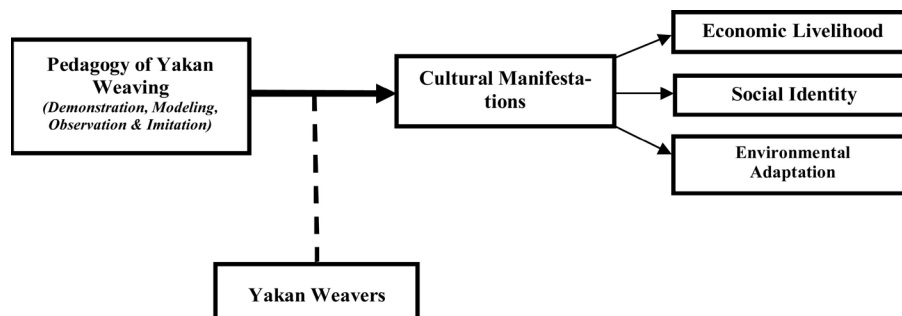 Pedagogy of Yakan
Weaving
(Demonstration, Modeling,
Observation & Imitation)
Cultural Manifesta-
tions
Economic Livelihood
Social Identity
Environmental
Adaptation
Yakan Weavers